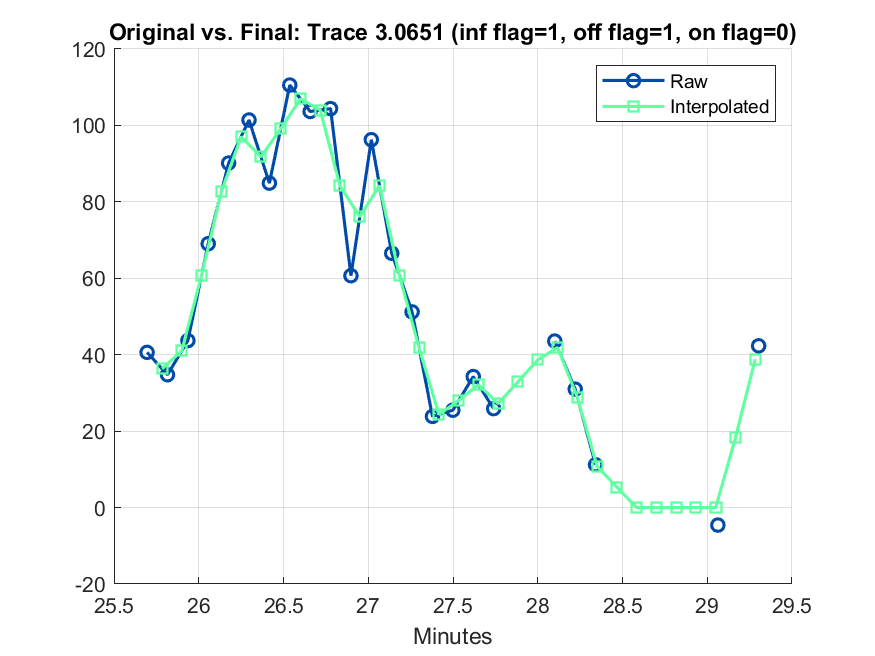 Original vs. Final: Trace 3.0651 (inf flag=1, off flag=1, on flag=0)
120
100
80
60
40
20
0
-20
Raw
Interpolated
25.5 26 26.5 27 27.5 28 28.5 29 29.5
Minutes